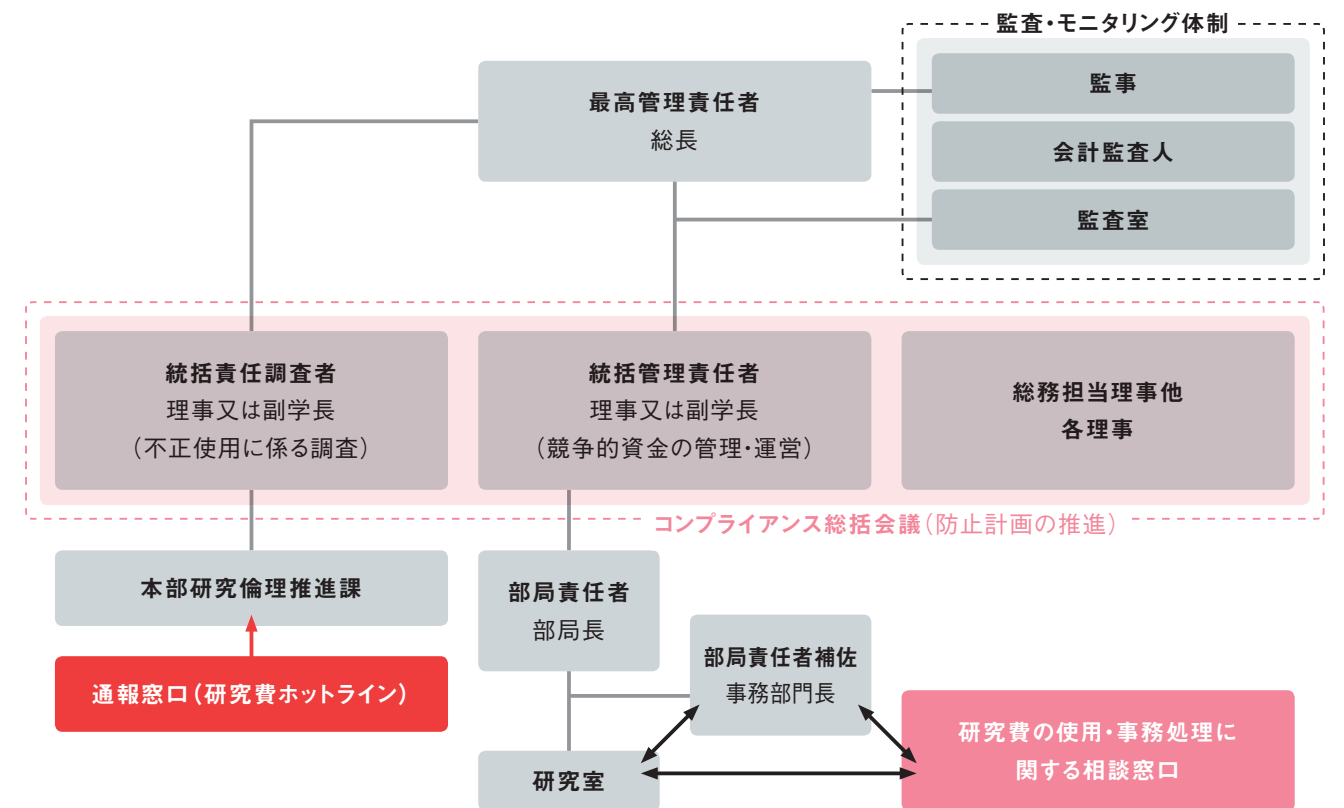 監査・モニタリング体制
最高管理責任者
総長
監事
会計監査人
監査室
統括責任調査者
理事又は副学長
（不正使用に係る調査）
統括管理責任者
理事又は副学長
（競争的資金の管理・運営）
総務担当理事他
各理事
コンプライアンス総括会議（防止計画の推進）
本部研究倫理推進課
通報窓口（研究費ホットライン）
部局責任者
部局長
部局責任者補佐
事務部門長
研究室
研究費の使用・事務処理に
関する相談窓口